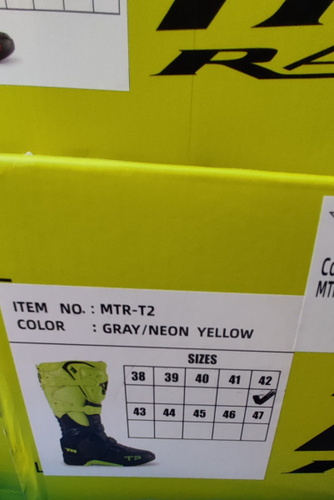 ITEM NO. : MTR-T2
COLOR : GRAY/NEON YELLOW
SIZES
38 39 40 41 42
43 44 45 46 47